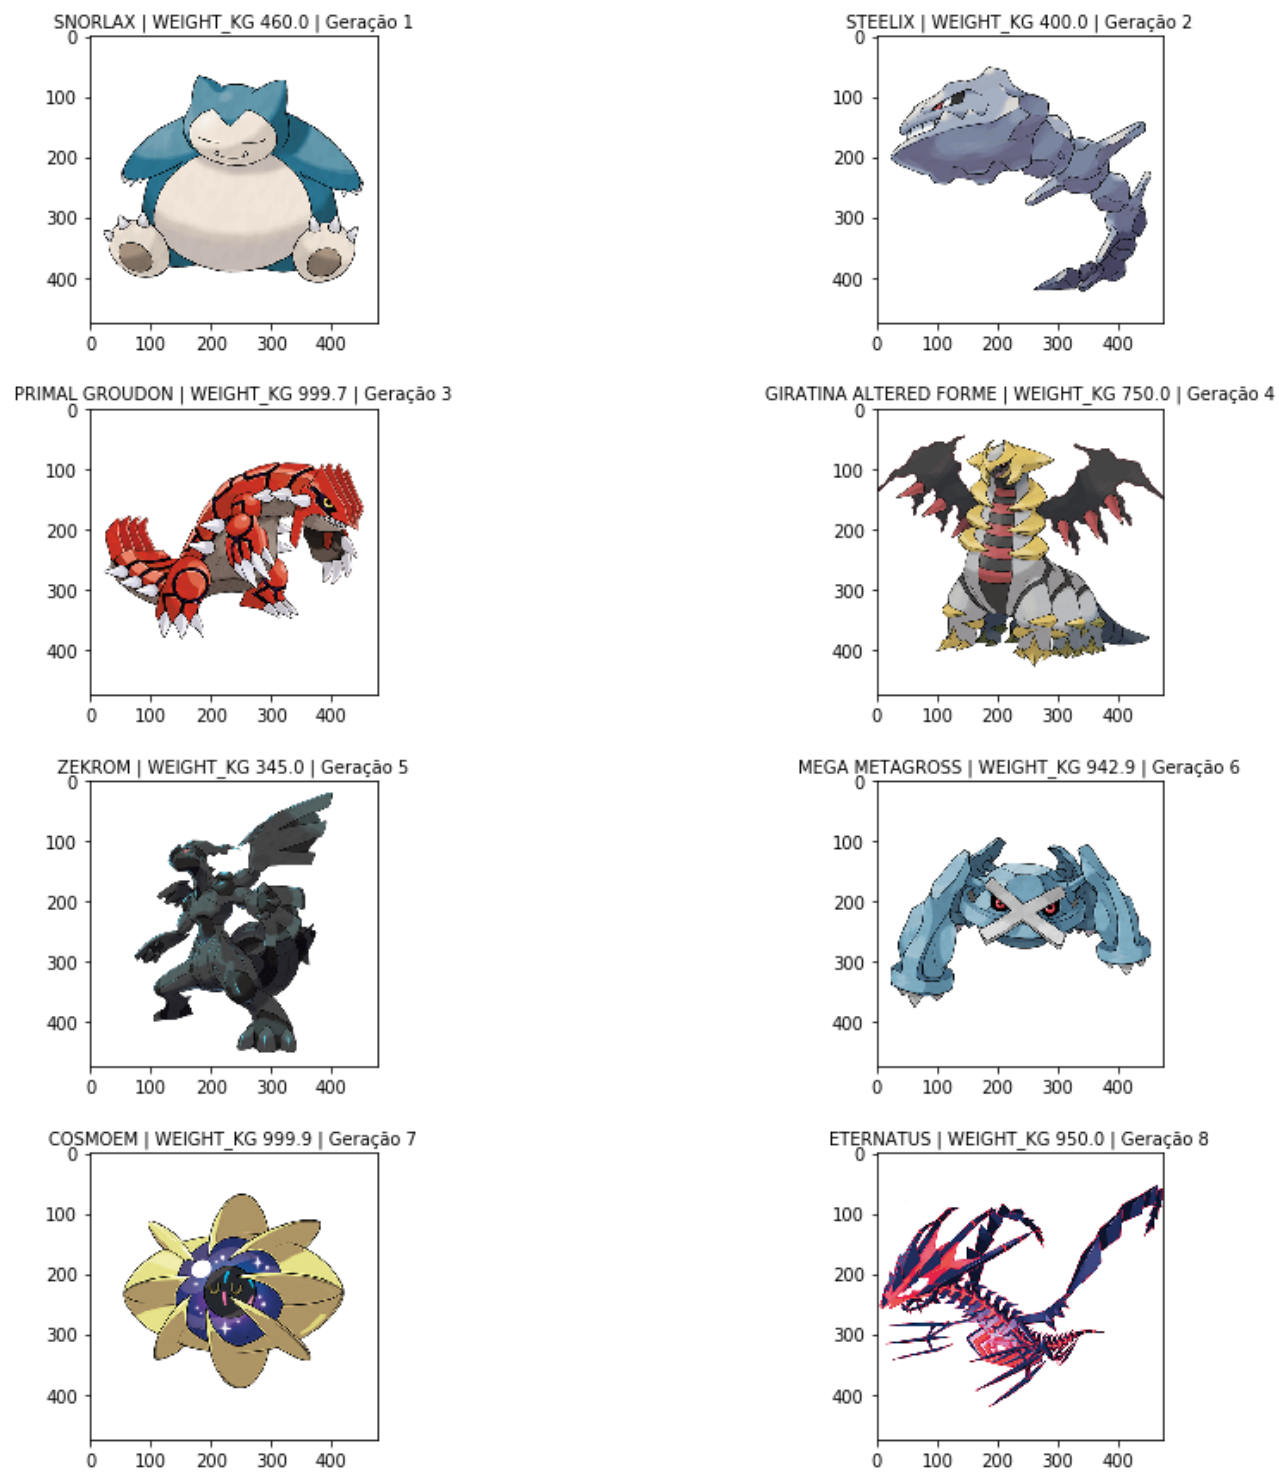 SNORLAX | WEIGHT_KG 460.0 | Geração 1
0
100
200
300
400
0 100 200 300 400
STEELIX | WEIGHT_KG 400.0 | Geração 2
0
100
200
300
400
0 100 200 300 400
PRIMAL GROUDON | WEIGHT_KG 999.7 | Geração 3
0
100
200
300
400
0 100 200 300 400
GIRATINA ALTERED FORME | WEIGHT_KG 750.0 | Geração 4
0
100
200
300
400
0 100 200 300 400
ZEKROM | WEIGHT_KG 345.0 | Geração 5
0
100
200
300
400
0 100 200 300 400
MEGA METAGROSS | WEIGHT_KG 942.9 | Geração 6
0
100
200
300
400
0 100 200 300 400
COSMOEM | WEIGHT_KG 999.9 | Geração 7
0
100
200
300
400
0 100 200 300 400
ETERNATUS | WEIGHT_KG 950.0 | Geração 8
0
100
200
300
400
0 100 200 300 400